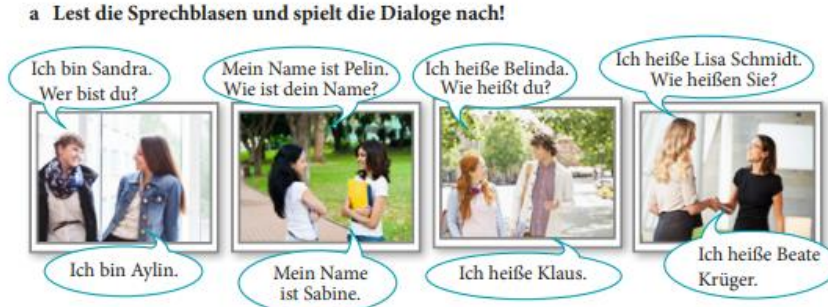 a Lest die Sprechblasen und spielt die Dialoge nach!
Ich bin Sandra.
Wer bist du?
Ich bin Aylin.
Mein Name ist Pelin.
Wie ist dein Name?
Mein Name
ist Sabine.
Ich heiße Belinda.
Wie heißt du?
Ich heiße Klaus.
Ich heiße Lisa Schmidt.
Wie heißen Sie?
Ich heiße Beate
Krüger.